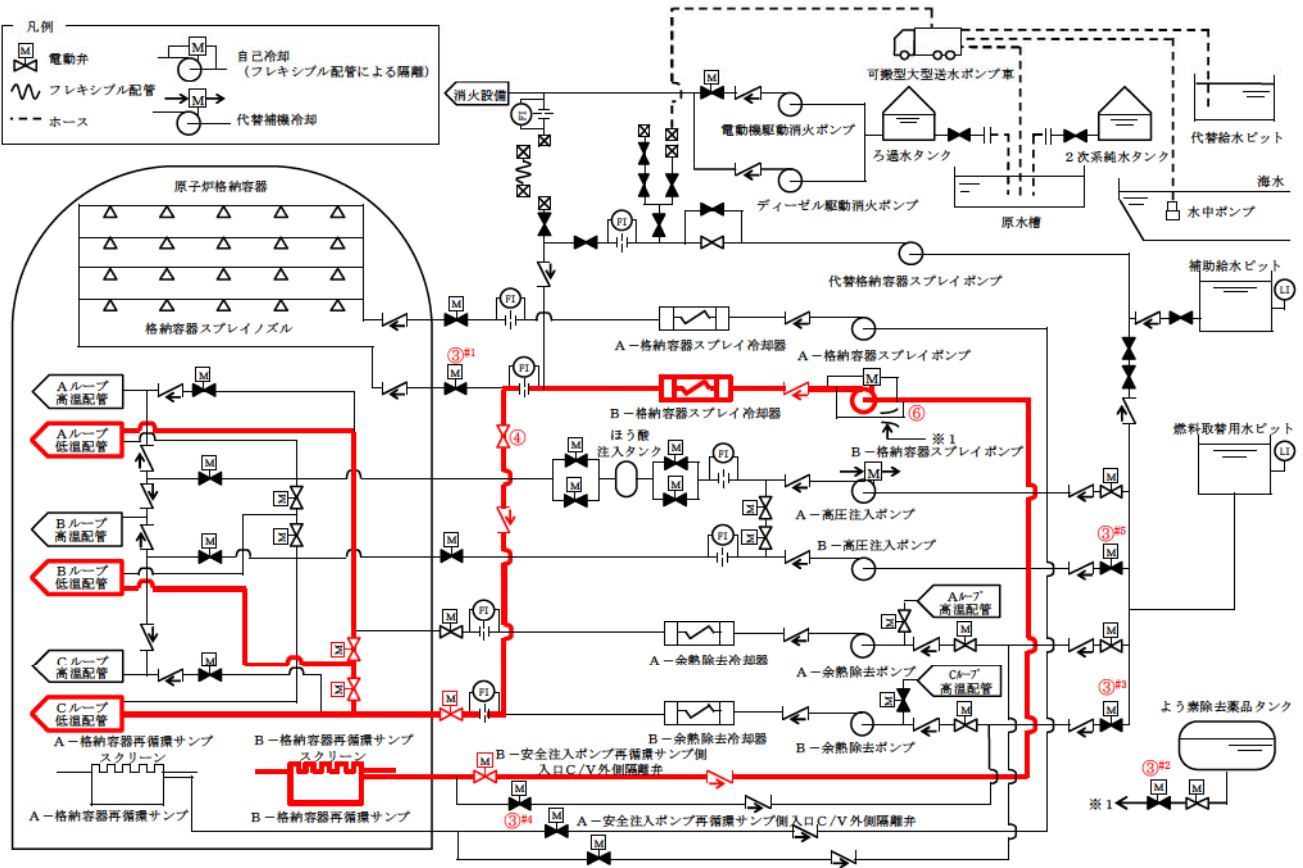 凡例
M
電動弁
フレキシブル配管
ホース
M
自己冷却
(フレキシブル配管による隔離)
M
代替補機冷却
消火設備
M
電動機駆動消火ポンプ
ディーゼル駆動消火ポンプ
可搬型大型送水ポンプ車
ろ過水タンク
2次系純水タンク
原水槽
代替給水ピット
海水
水中ポンプ
FI
代替格納容器スプレイポンプ
補助給水ピット
LI
原子炉格納容器
格納容器スプレイノズル
M
FI
A-格納容器スプレイ冷却器
A-格納容器スプレイポンプ
③#1
M
FI
B-格納容器スプレイ冷却器
M
⑥
※1
B-格納容器スプレイポンプ
④
Aループ
高温配管
M
Aループ
低温配管
ほう酸
注入タンク
M
M
M
M
M
FI
M
A-高圧注入ポンプ
M
燃料取替用水ピット
LI
M
M
M
M
Bループ
高温配管
M
M
FI
B-高圧注入ポンプ
③#5
M
Bループ
低温配管
Aループ
高温配管
M
M
FI
A-余熱除去冷却器
A-余熱除去ポンプ
M
M
M
Cループ
高温配管
M
M
Cループ
高温配管
M
③#3
Cループ
低温配管
M
FI
B-余熱除去冷却器
B-余熱除去ポンプ
M
M
よう素除去薬品タンク
A-格納容器再循環サンプ
スクリーン
B-格納容器再循環サンプ
スクリーン
M
B-安全注入ポンプ再循環サンプ側
入口C/V外側隔離弁
③#2
M
M
※1
A-格納容器再循環サンプ
B-格納容器再循環サンプ
M
③#4
M
A-安全注入ポンプ再循環サンプ側入口C/V外側隔離弁
M